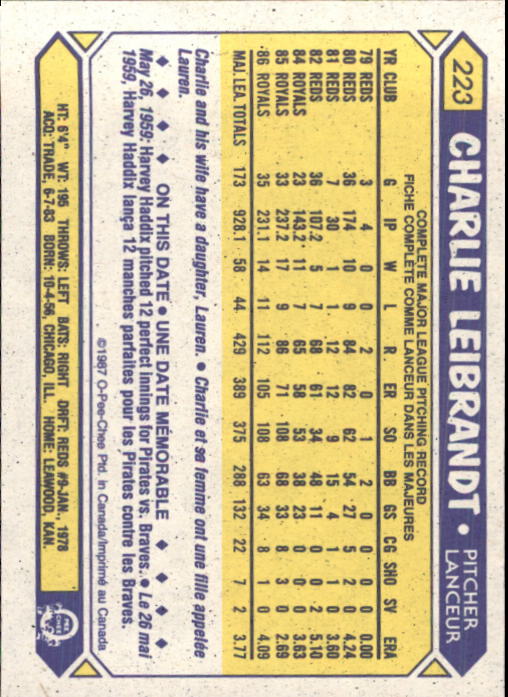 223 CHARLIE LEIBRANDT • PITCHER LANCEUR
COMPLETE MAJOR LEAGUE PITCHING RECORD
FICHE COMPLÈTE COMME LANCEUR DANS LES MAJEURES
YR CLUB G IP W L R ER SO BB GS CG SHO SV ERA
79 REDS 3 4 0 0 2 0 1 2 0 0 0 0 0.00
80 REDS 36 174 10 9 84 82 62 54 27 5 2 0 4.24
81 REDS 7 30 1 1 12 12 9 15 4 1 1 0 3.60
82 REDS 36 107.2 5 7 68 61 34 48 11 0 0 2 5.10
84 ROYALS 23 143.2 11 7 65 58 53 38 23 0 0 0 3.63
85 ROYALS 33 237.2 17 9 86 71 108 68 33 8 3 0 2.69
86 ROYALS 35 231.1 14 11 112 105 108 63 34 8 1 0 4.09
MAJ. LEA. TOTALS 173 928.1 58 44 429 389 375 288 132 22 7 2 3.77
Charlie and his wife have a daughter, Lauren. • Charlie et sa femme ont une fille appelée
Lauren.
ON THIS DATE • UNE DATE MÉMORABLE
May 26, 1959: Harvey Haddix pitched 12 perfect innings for Pirates vs. Braves. • Le 26 mai
1959, Harvey Haddix lança 12 manches parfaites pour les Pirates contre les Braves.
©1987 O-Pee-Chee Ptd. in Canada/Imprimé au Canada
HT: 6'4" WT: 195 THROWS: LEFT BATS: RIGHT DRFT: REDS #9-JAN., 1978
ACQ: TRADE, 6-7-83 BORN: 10-4-56, CHICAGO, ILL. HOME: LEAWOOD, KAN.
O PEE CHEE